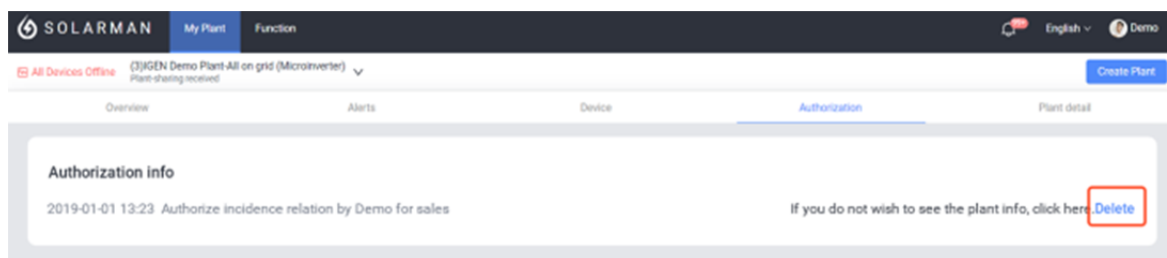 SOLARMAN My Plant Function English Demo
All Devices Offline (3)IGEN Demo Plant-All on grid (Microinverter) Create Plant
Plant-sharing received
Overview Alerts Device Authorization Plant detail
Authorization info
2019-01-01 13:23 Authorize incidence relation by Demo for sales If you do not wish to see the plant info, click here.Delete